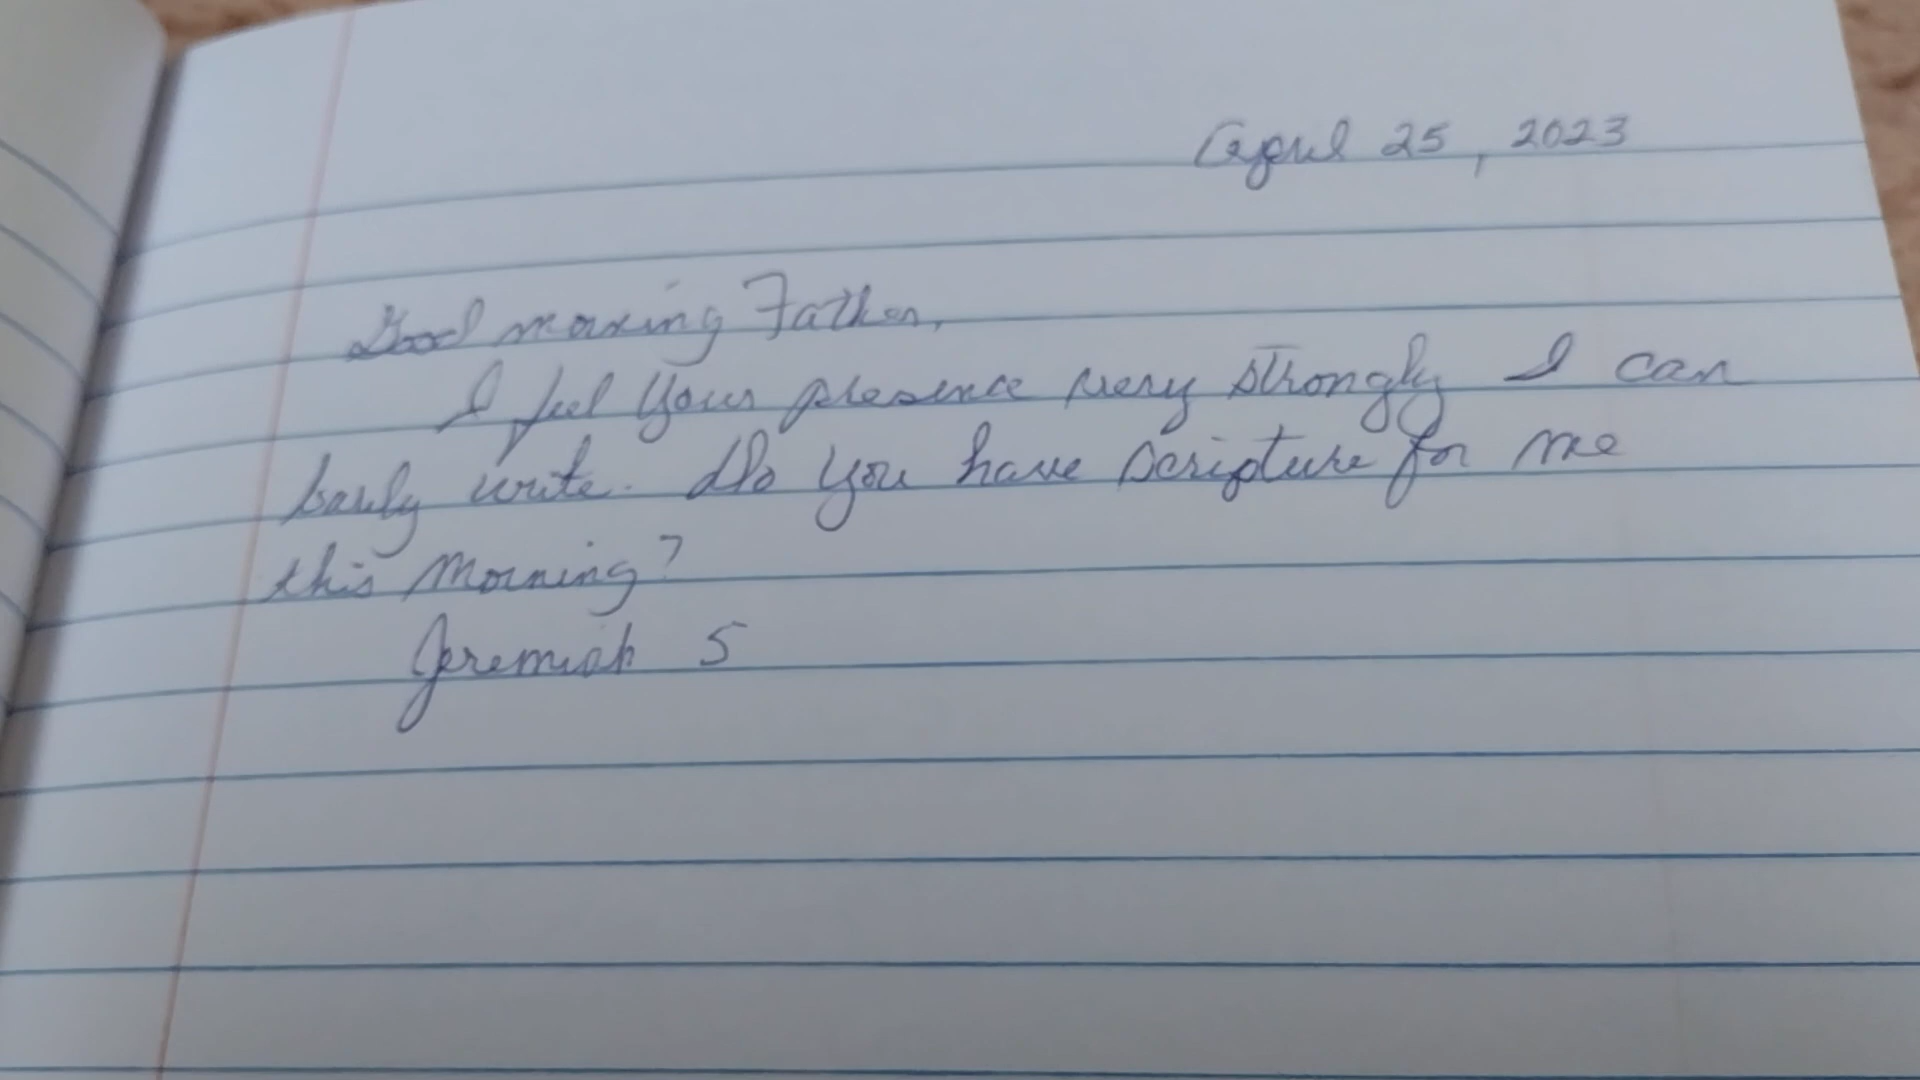 April 25, 2023
Good morning Father,
I feel Your presence very strongly I can
barely write. Do You have scripture for me
this morning?
Jeremiah 5